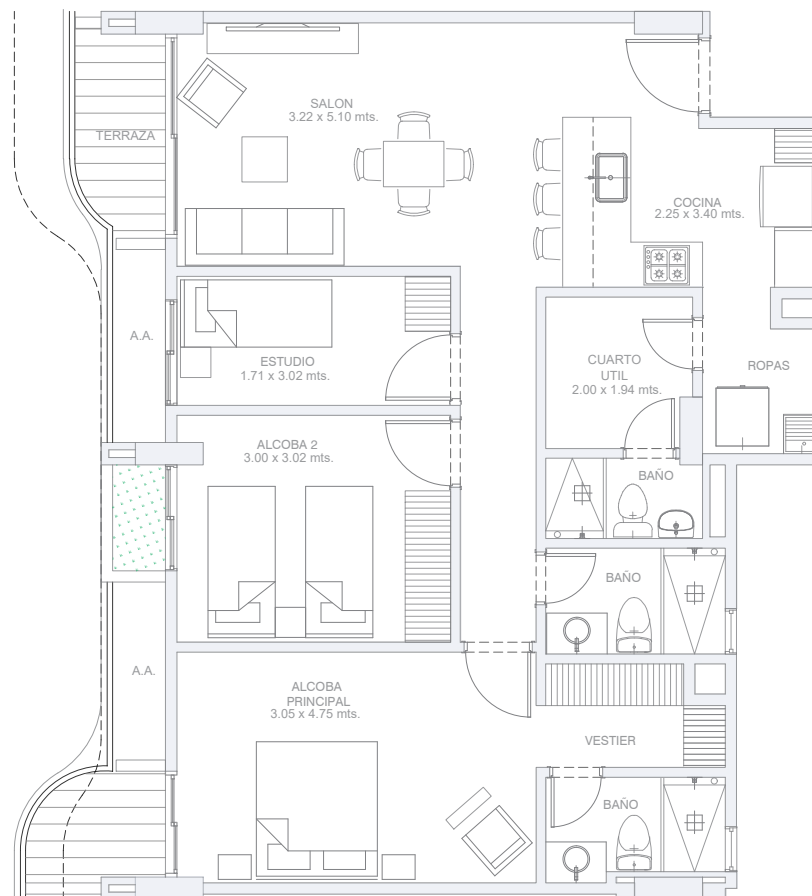 SALON
3.22 x 5.10 mts.
TERRAZA
COCINA
2.25 x 3.40 mts.
A.A.
ESTUDIO
1.71 x 3.02 mts.
CUARTO
UTIL
2.00 x 1.94 mts.
ROPAS
ALCOBA 2
3.00 x 3.02 mts.
BAÑO
BAÑO
A.A.
ALCOBA
PRINCIPAL
3.05 x 4.75 mts.
VESTIER
BAÑO